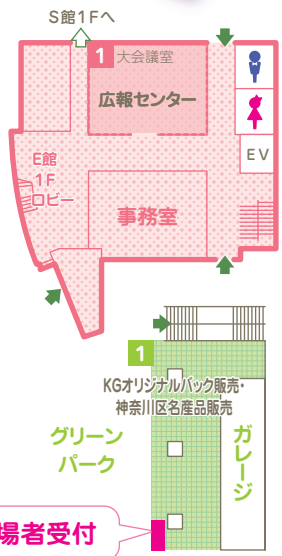 S館1Fへ
1 大会議室
広報センター
EV
E館
1F
ロビー
事務室
1
KGオリジナルバック販売・
神奈川区名産品販売
グリーン
パーク
ガレージ
場者受付